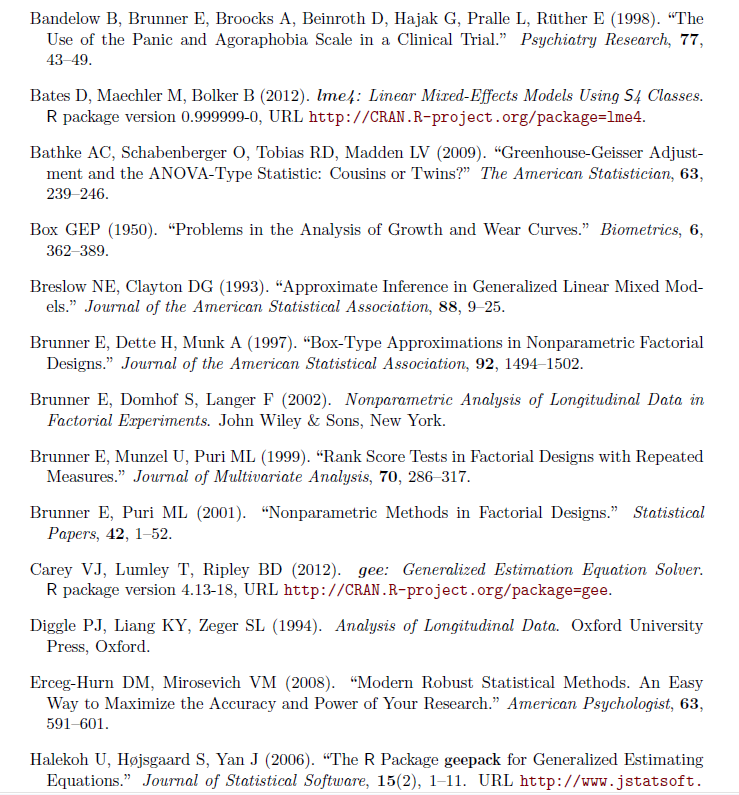 Bandelow B, Brunner E, Broocks A, Beinroth D, Hajak G, Pralle L, Rüther E (1998). “The
Use of the Panic and Agoraphobia Scale in a Clinical Trial.” Psychiatry Research, 77,
43–49.
Bates D, Maechler M, Bolker B (2012). lme4: Linear Mixed-Effects Models Using S4 Classes.
R package version 0.999999-0, URL http://CRAN.R-project.org/package=lme4.
Bathke AC, Schabenberger O, Tobias RD, Madden LV (2009). “Greenhouse-Geisser Adjust-
ment and the ANOVA-Type Statistic: Cousins or Twins?” The American Statistician, 63,
239–246.
Box GEP (1950). “Problems in the Analysis of Growth and Wear Curves.” Biometrics, 6,
362–389.
Breslow NE, Clayton DG (1993). “Approximate Inference in Generalized Linear Mixed Mod-
els.” Journal of the American Statistical Association, 88, 9–25.
Brunner E, Dette H, Munk A (1997). “Box-Type Approximations in Nonparametric Factorial
Designs.” Journal of the American Statistical Association, 92, 1494–1502.
Brunner E, Domhof S, Langer F (2002). Nonparametric Analysis of Longitudinal Data in
Factorial Experiments. John Wiley & Sons, New York.
Brunner E, Munzel U, Puri ML (1999). “Rank Score Tests in Factorial Designs with Repeated
Measures.” Journal of Multivariate Analysis, 70, 286–317.
Brunner E, Puri ML (2001). “Nonparametric Methods in Factorial Designs.” Statistical
Papers, 42, 1–52.
Carey VJ, Lumley T, Ripley BD (2012). gee: Generalized Estimation Equation Solver.
R package version 4.13-18, URL http://CRAN.R-project.org/package=gee.
Diggle PJ, Liang KY, Zeger SL (1994). Analysis of Longitudinal Data. Oxford University
Press, Oxford.
Erceg-Hurn DM, Mirosevich VM (2008). “Modern Robust Statistical Methods. An Easy
Way to Maximize the Accuracy and Power of Your Research.” American Psychologist, 63,
591–601.
Halekoh U, Højsgaard S, Yan J (2006). “The R Package geepack for Generalized Estimating
Equations.” Journal of Statistical Software, 15(2), 1–11. URL http://www.jstatsoft.